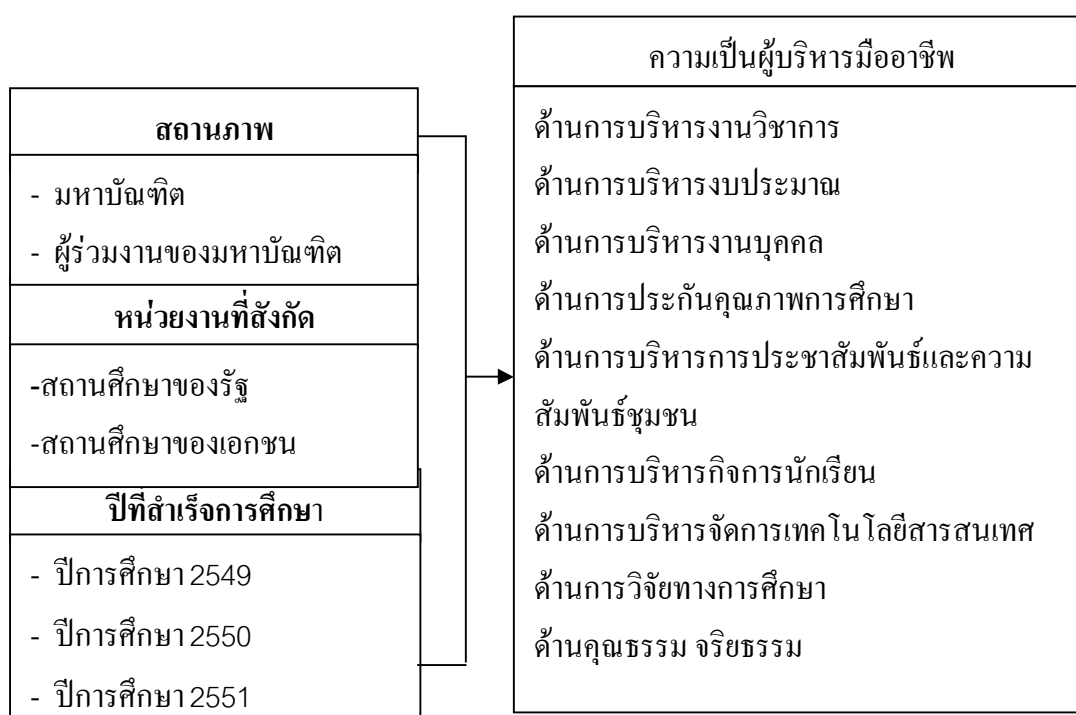 สถานภาพ
- มหาบัณฑิต
- ผู้ร่วมงานของมหาบัณฑิต
หน่วยงานที่สังกัด
-สถานศึกษาของรัฐ
-สถานศึกษาของเอกชน
ปีที่สำเร็จการศึกษา
- ปีการศึกษา 2549
- ปีการศึกษา 2550
- ปีการศึกษา 2551
ความเป็นผู้บริหารมืออาชีพ
ด้านการบริหารงานวิชาการ
ด้านการบริหารงบประมาณ
ด้านการบริหารงานบุคคล
ด้านการประกันคุณภาพการศึกษา
ด้านการบริหารการประชาสัมพันธ์และความ
สัมพันธ์ชุมชน
ด้านการบริหารกิจการนักเรียน
ด้านการบริหารจัดการเทคโนโลยีสารสนเทศ
ด้านการวิจัยทางการศึกษา
ด้านคุณธรรม จริยธรรม